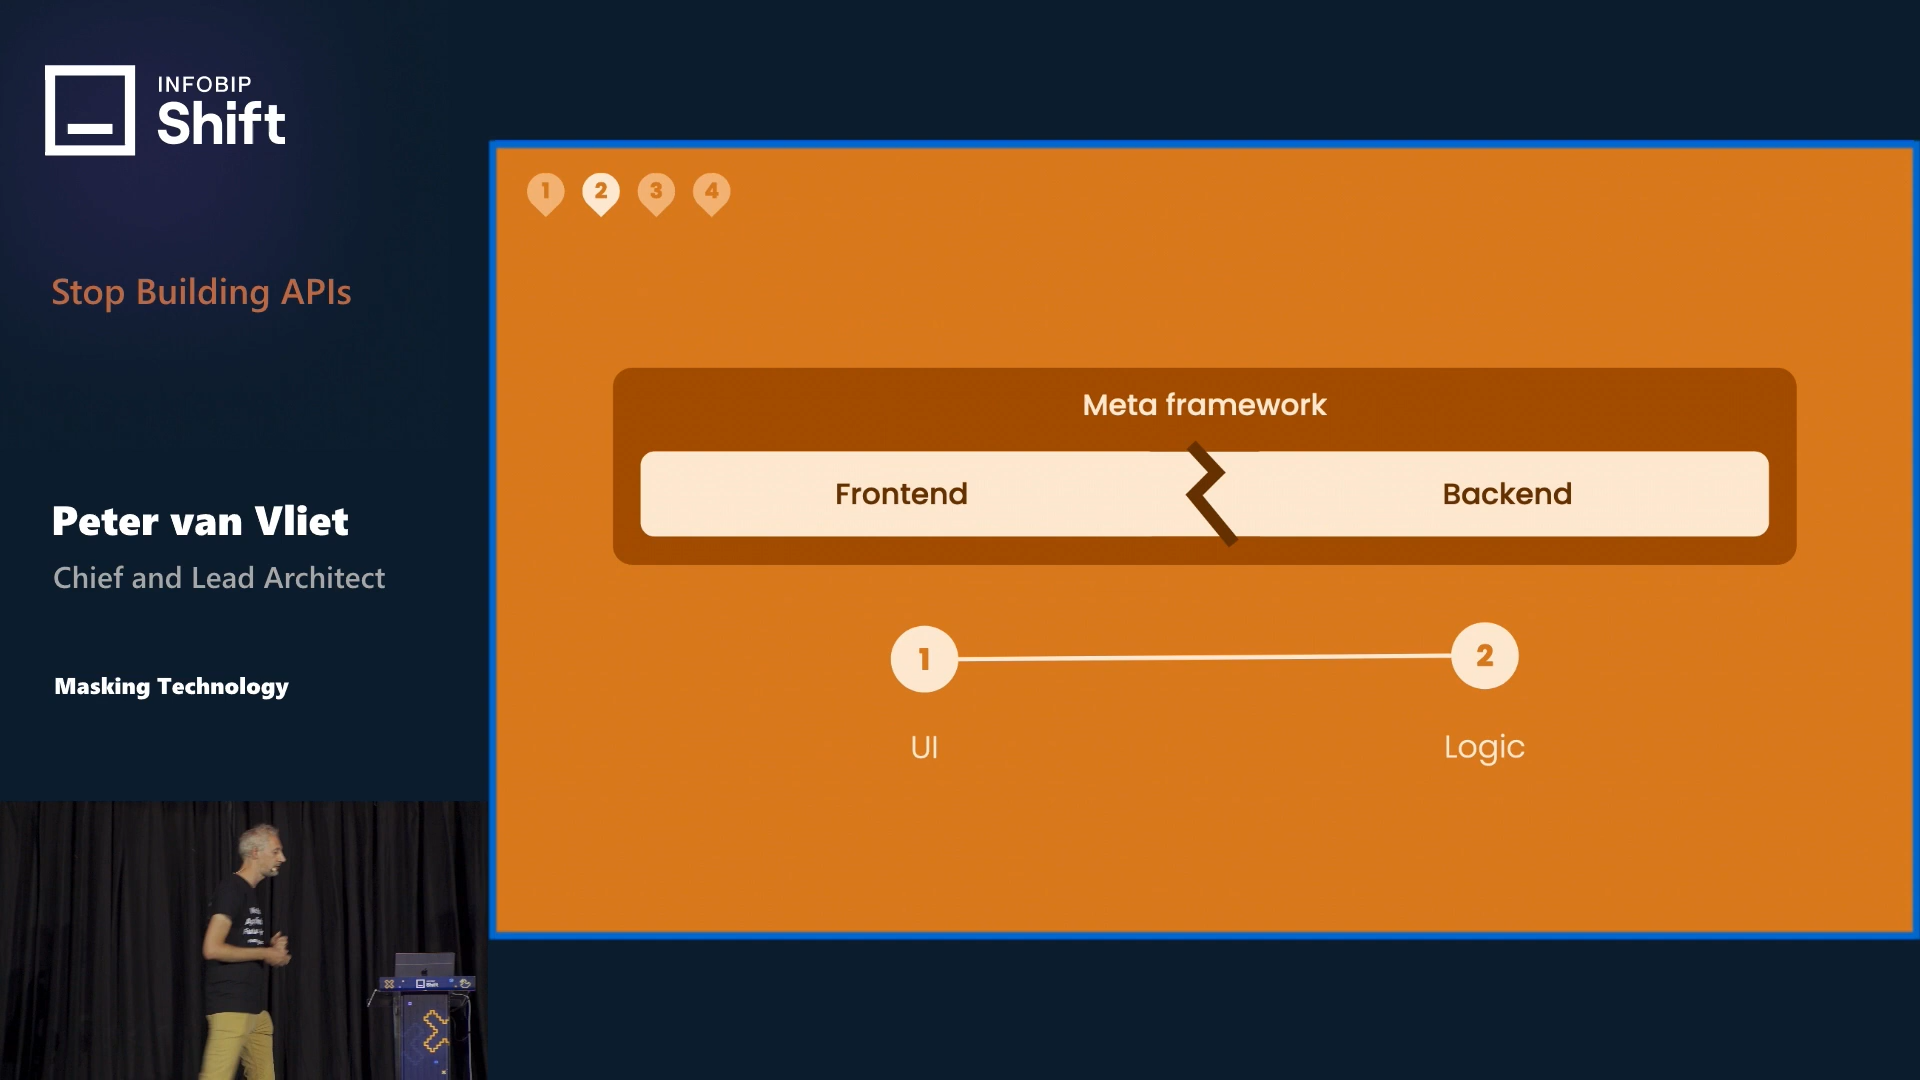 INFOBIP
Shift
Stop Building APIs
Peter van Vliet
Chief and Lead Architect
Masking Technology
1 2 3 4
Meta framework
Frontend
Backend
1
2
UI
Logic